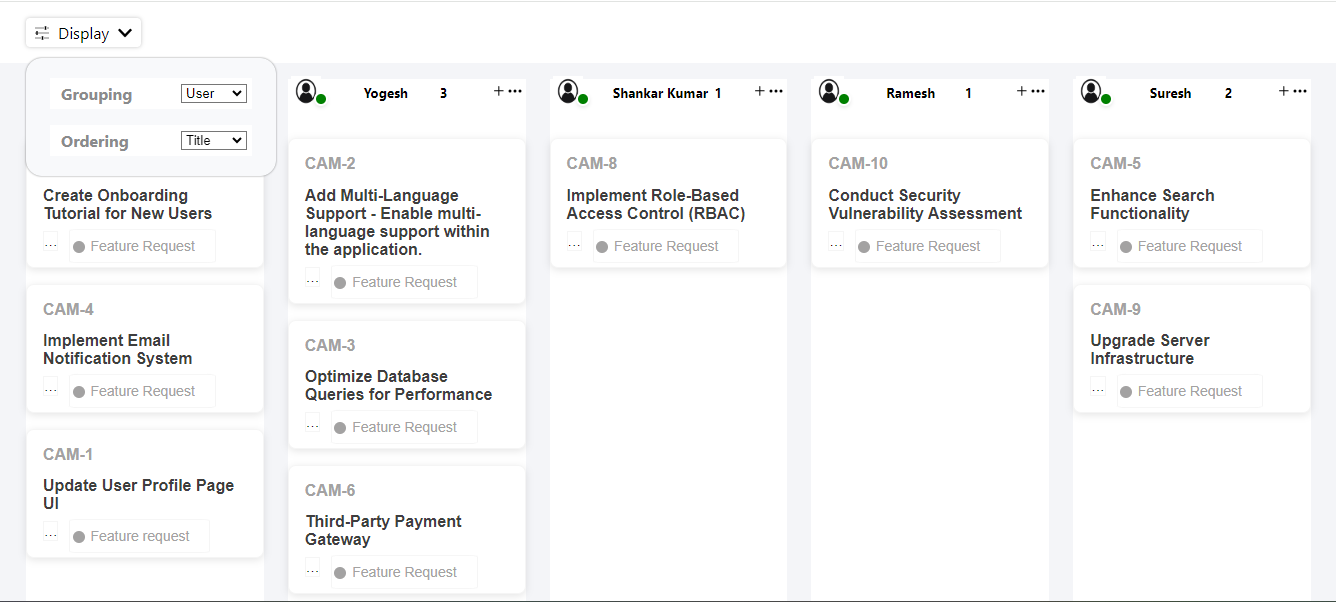 Display
Grouping
User
Ordering
Title
Create Onboarding
Tutorial for New Users
...
Feature Request
CAM-4
Implement Email
Notification System
...
Feature Request
CAM-1
Update User Profile Page
UI
...
Feature request
Yogesh 3 + ...
CAM-2
Add Multi-Language
Support - Enable multi-
language support within
the application.
...
Feature Request
CAM-3
Optimize Database
Queries for Performance
...
Feature Request
CAM-6
Third-Party Payment
Gateway
...
Feature Request
Shankar Kumar 1 + ...
CAM-8
Implement Role-Based
Access Control (RBAC)
...
Feature Request
Ramesh 1 + ...
CAM-10
Conduct Security
Vulnerability Assessment
...
Feature Request
Suresh 2 + ...
CAM-5
Enhance Search
Functionality
...
Feature Request
CAM-9
Upgrade Server
Infrastructure
...
Feature Request